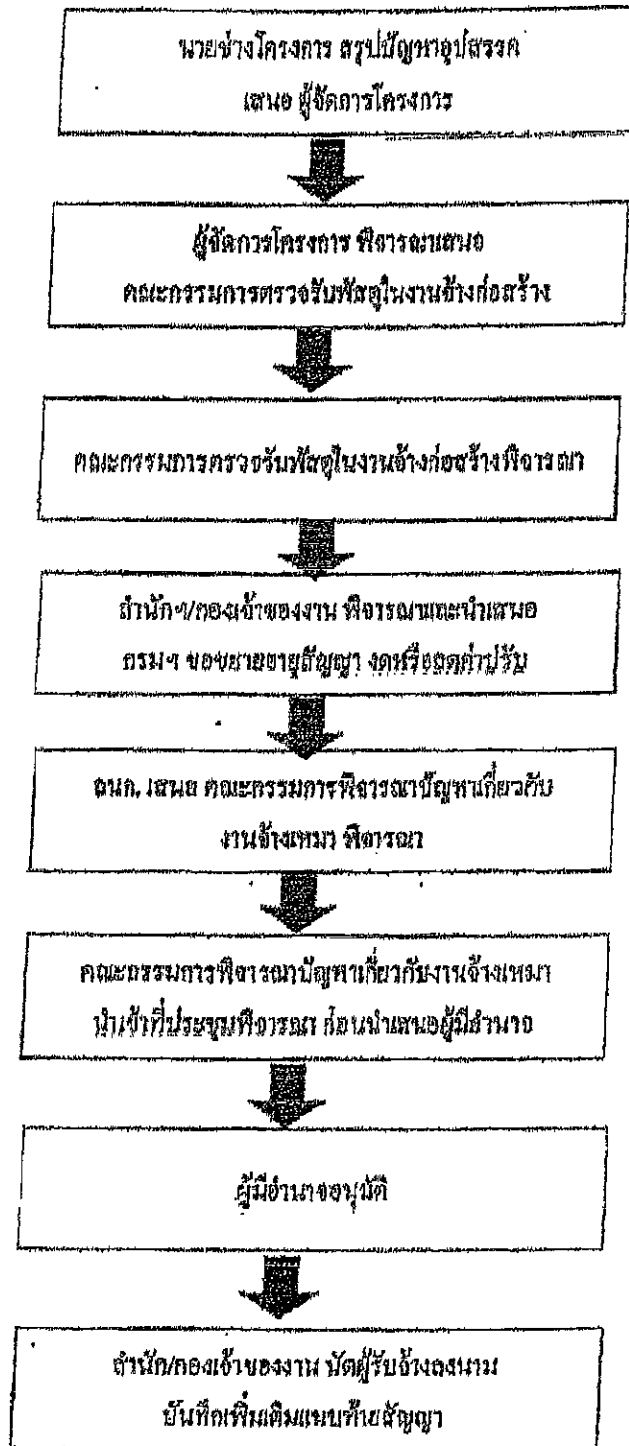 นายช่างโครงการ สรุปปัญหาอุปสรรค
เสนอ ผู้จัดการโครงการ
ผู้จัดการโครงการ พิจารณาเสนอ
คณะกรรมการตรวจรับพัสดุในงานจ้างก่อสร้าง
คณะกรรมการตรวจรับพัสดุในงานจ้างก่อสร้างพิจารณา
สำนักฯ/กองเจ้าของงาน พิจารณาและนำเสนอ
กรมฯ ขอขยายอายุสัญญา งดหรือลดค่าปรับ
เสนอ คณะกรรมการพิจารณาปัญหาเกี่ยวกับ
งานจ้างเหมา พิจารณา
คณะกรรมการพิจารณาปัญหาเกี่ยวกับงานจ้างเหมา
นำเข้าที่ประชุมพิจารณา ก่อนนำเสนอผู้มีอำนาจ
ผู้มีอำนาจอนุมัติ
สำนัก/กองเจ้าของงาน นัดผู้รับจ้างลงนาม
บันทึกเพิ่มเติมแนบท้ายสัญญา